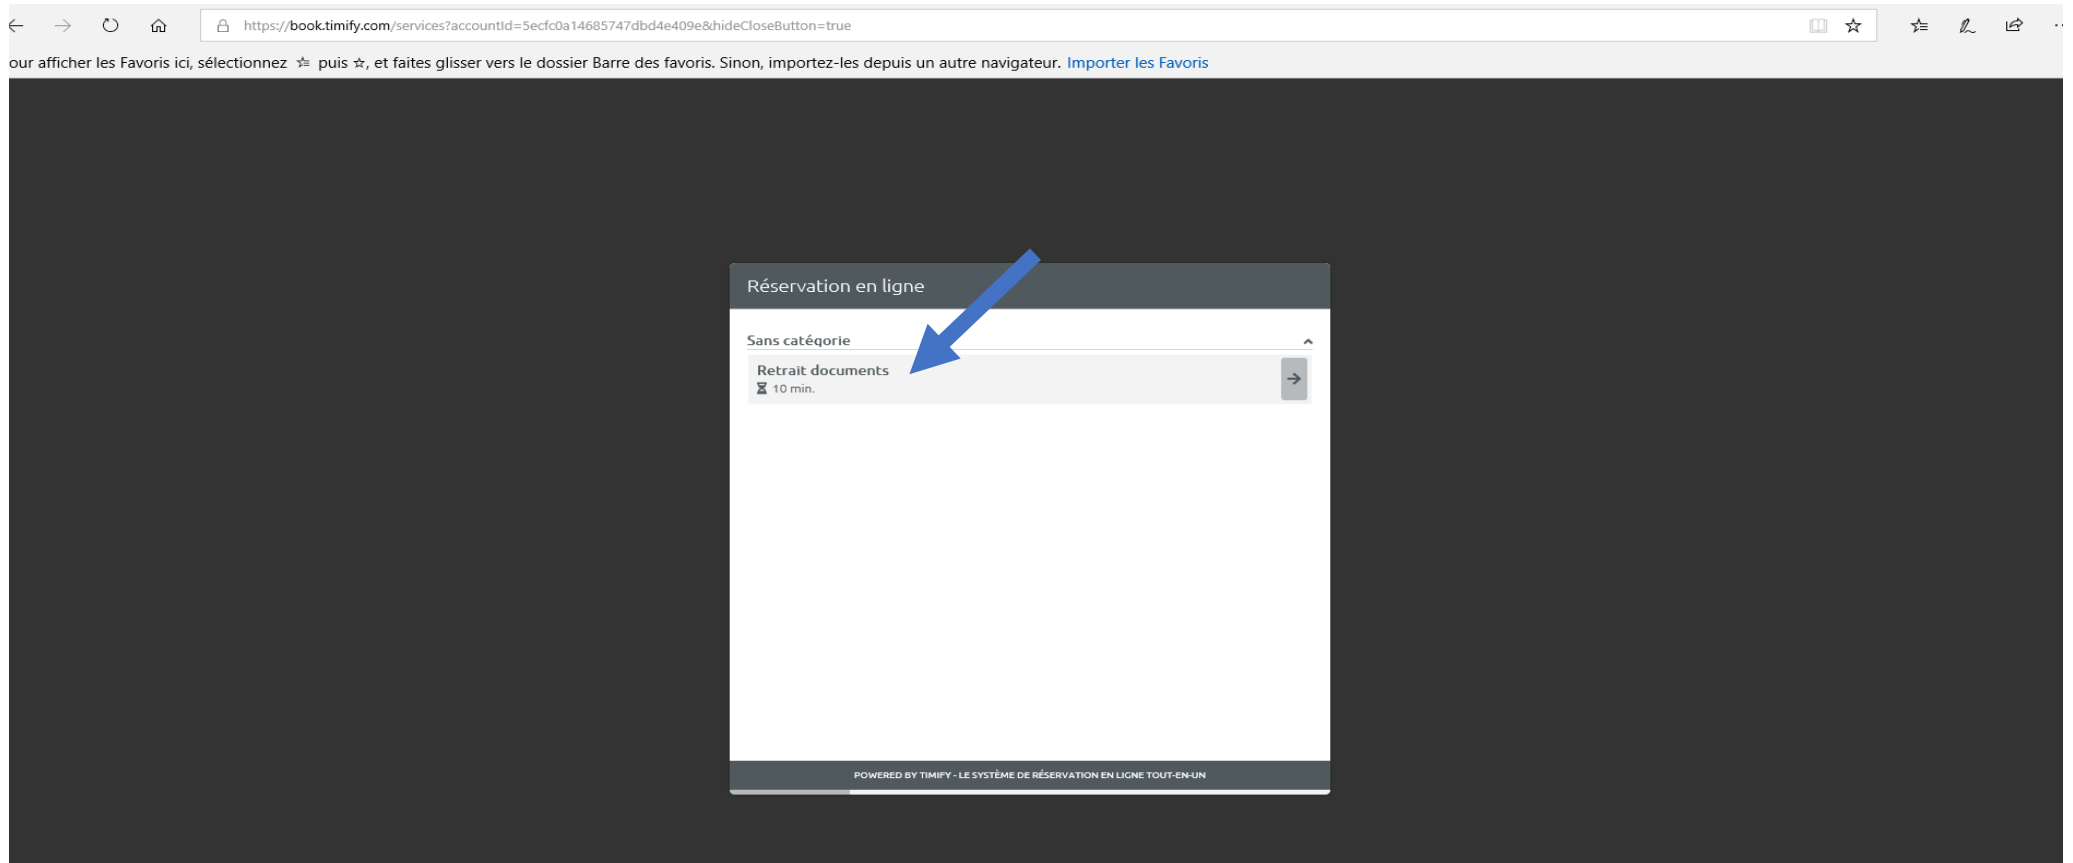 https://book.timify.com/services?accountId=5ecfc0a14685747dbd4e409e&hideCloseButton=true
our afficher les Favoris ici, sélectionnez puis ☆, et faites glisser vers le dossier Barre des favoris. Sinon, importez-les depuis un autre navigateur. Importer les Favoris
Réservation en ligne
Sans catégorie
Retrait documents
10 min.
POWERED BY TIMIFY - LE SYSTÈME DE RÉSERVATION EN LIGNE TOUT-EN-UN